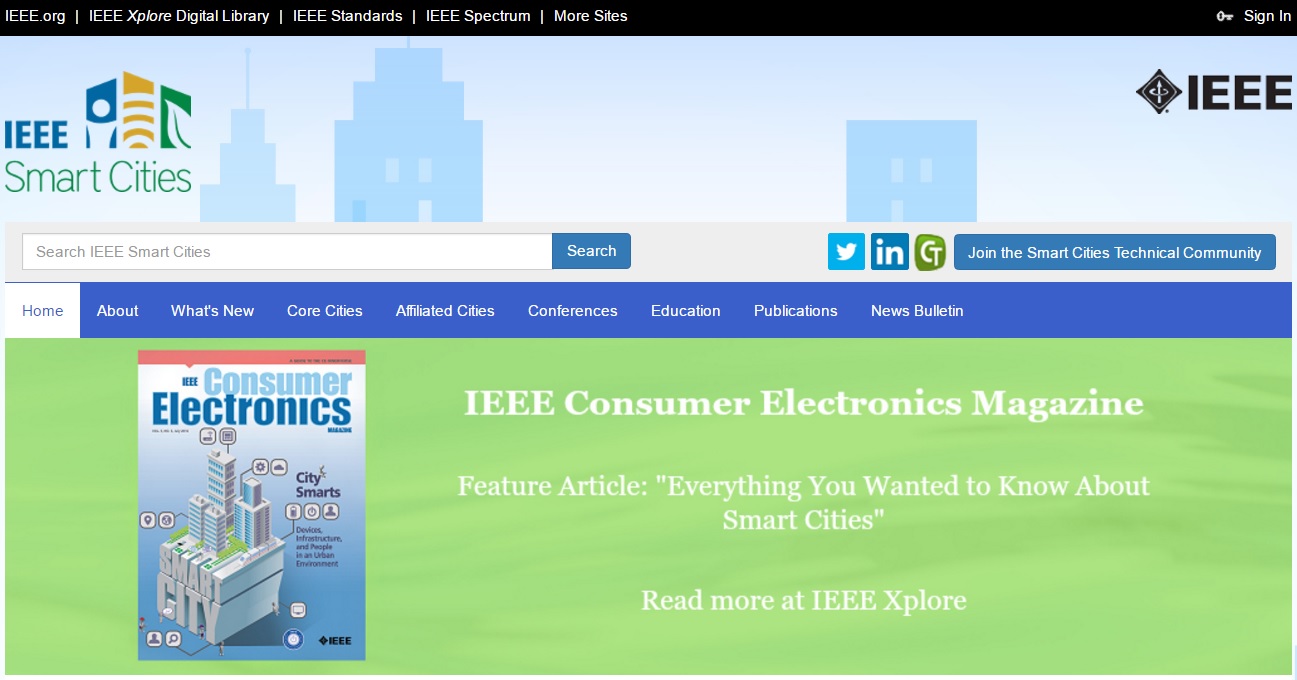 IEEE.org | IEEE Xplore Digital Library | IEEE Standards | IEEE Spectrum | More Sites
Sign In
IEEE
Smart Cities
IEEE
Search IEEE Smart Cities
Search
in
CT
Join the Smart Cities Technical Community
Home About What's New Core Cities Affiliated Cities Conferences Education Publications News Bulletin
IEEE Consumer
Electronics
MAGAZINE
City
Smarts
Devices,
Infrastructure,
and People
in an Urban
Environment
SMART
CITY
IEEE
IEEE Consumer Electronics Magazine
Feature Article: "Everything You Wanted to Know About
Smart Cities"
Read more at IEEE Xplore